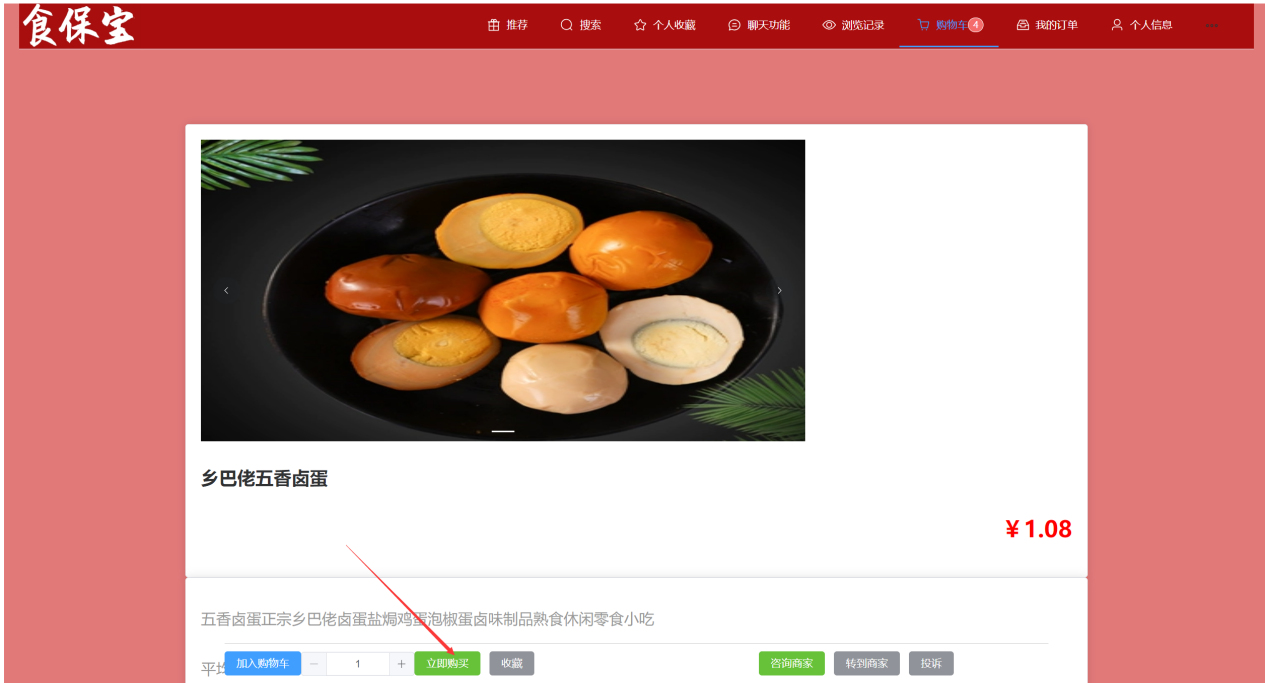 食保宝
推荐 搜索 个人收藏 聊天功能 浏览记录 购物车 4 我的订单 个人信息
乡巴佬五香卤蛋
¥ 1.08
五香卤蛋正宗乡巴佬卤蛋盐焗鸡蛋泡椒蛋卤味制品熟食休闲零食小吃
平均
加入购物车 − 1 + 立即购买 收藏 咨询商家 转到商家 投诉